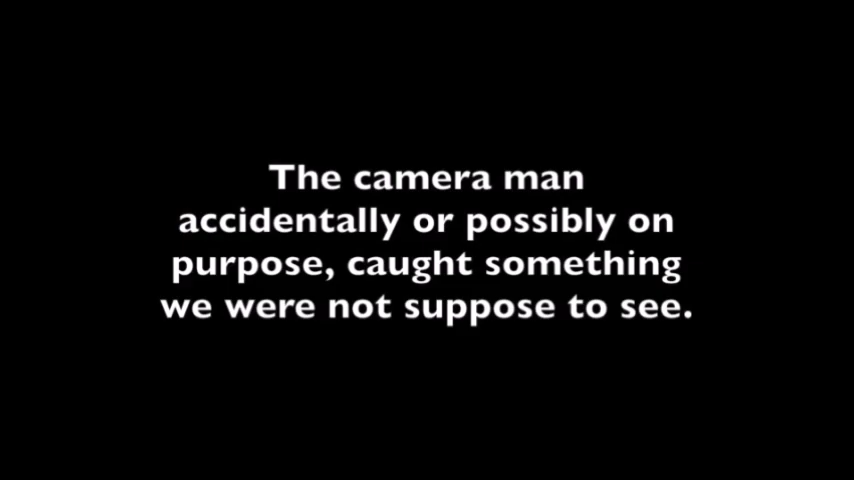 The camera man
accidentally or possibly on
purpose, caught something
we were not suppose to see.